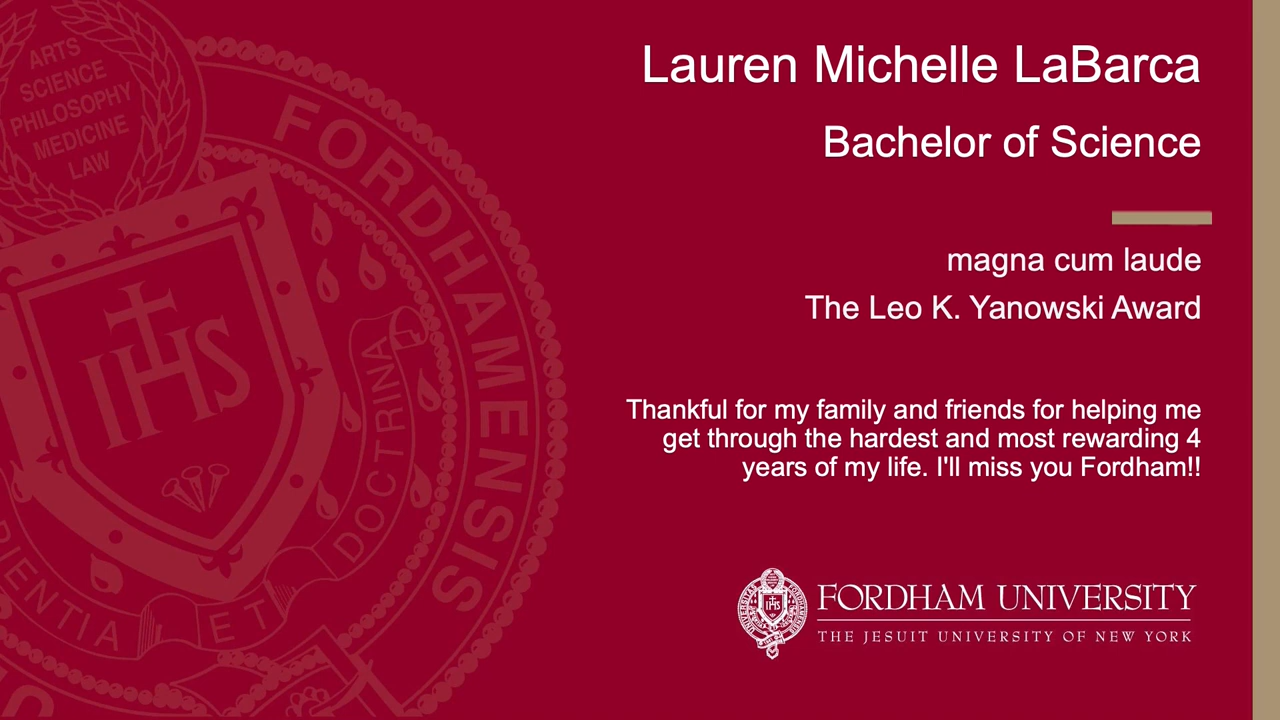 Lauren Michelle LaBarca
Bachelor of Science
magna cum laude
The Leo K. Yanowski Award
Thankful for my family and friends for helping me
get through the hardest and most rewarding 4
years of my life. I'll miss you Fordham!!
FORDHAM UNIVERSITY
THE JESUIT UNIVERSITY OF NEW YORK
ARTS
SCIENCE
PHILOSOPHY
MEDICINE
LAW
FORDHAMENSIS
IHS
DOCTRINA
ET